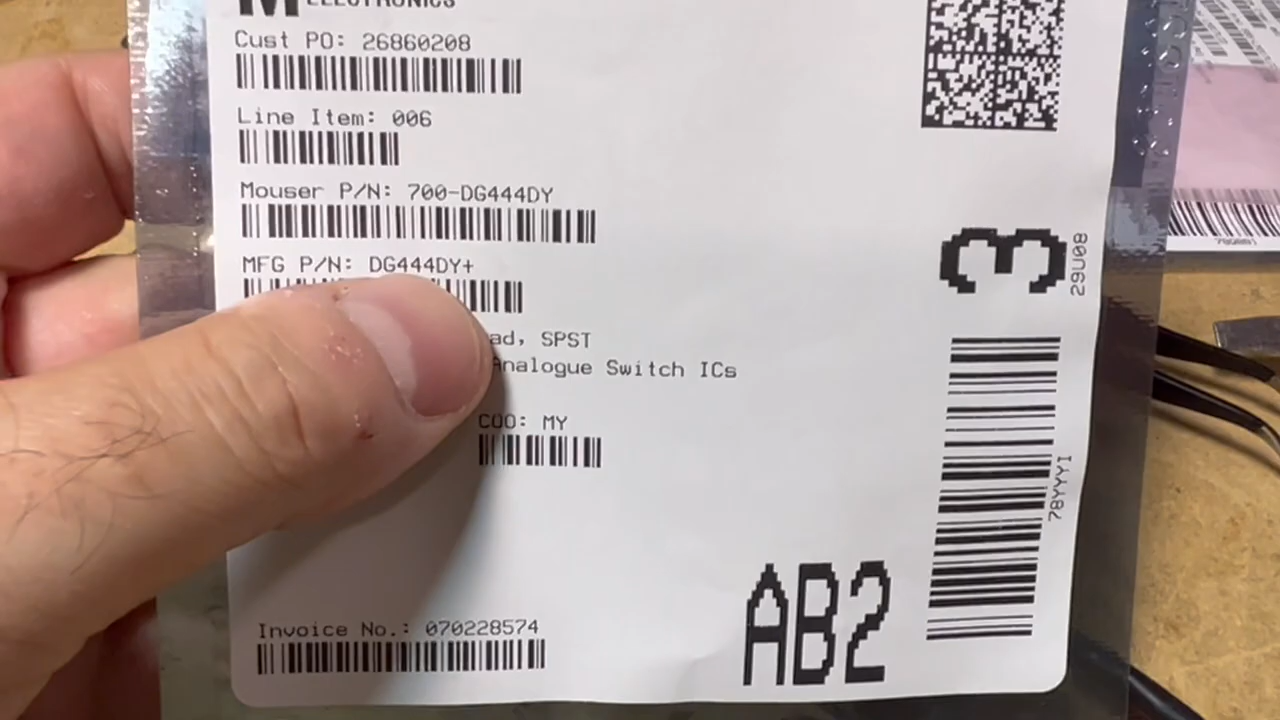 ELECTRONICS
Cust PO: 26860208
Line Item: 006
Mouser P/N: 700-DG444DY
MFG P/N: DG444DY+
ad, SPST
Analogue Switch ICs
COO: MY
Invoice No.: 070228574
AB2
3
29U08
78YYYI